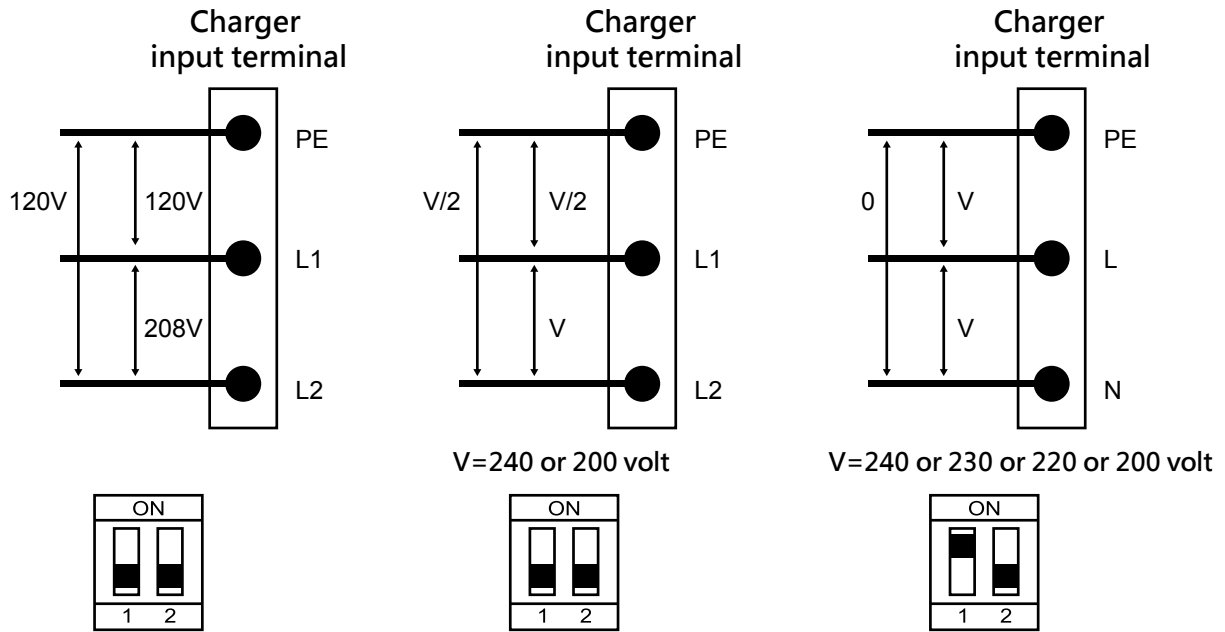 Charger
input terminal
PE
120V
120V
L1
208V
L2
ON
1 2
Charger
input terminal
PE
V/2
V/2
L1
V
L2
V=240 or 200 volt
ON
1 2
Charger
input terminal
PE
0
V
L
V
N
V=240 or 230 or 220 or 200 volt
ON
1 2